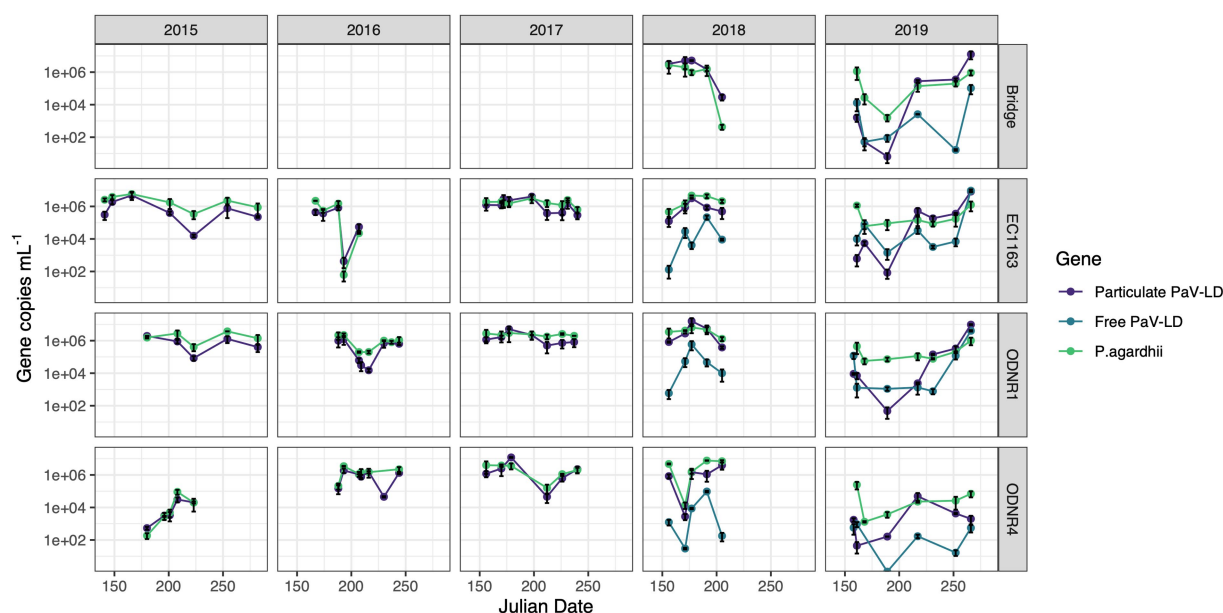 2015 2016 2017 2018 2019
1e+06
1e+04
1e+02
Bridge
1e+06
1e+04
1e+02
EC1163
1e+06
1e+04
1e+02
ODNR1
1e+06
1e+04
1e+02
ODNR4
Gene copies mL⁻¹
150 200 250 150 200 250 150 200 250 150 200 250 150 200 250
Julian Date
Gene
Particulate PaV-LD
Free PaV-LD
P.agardhii